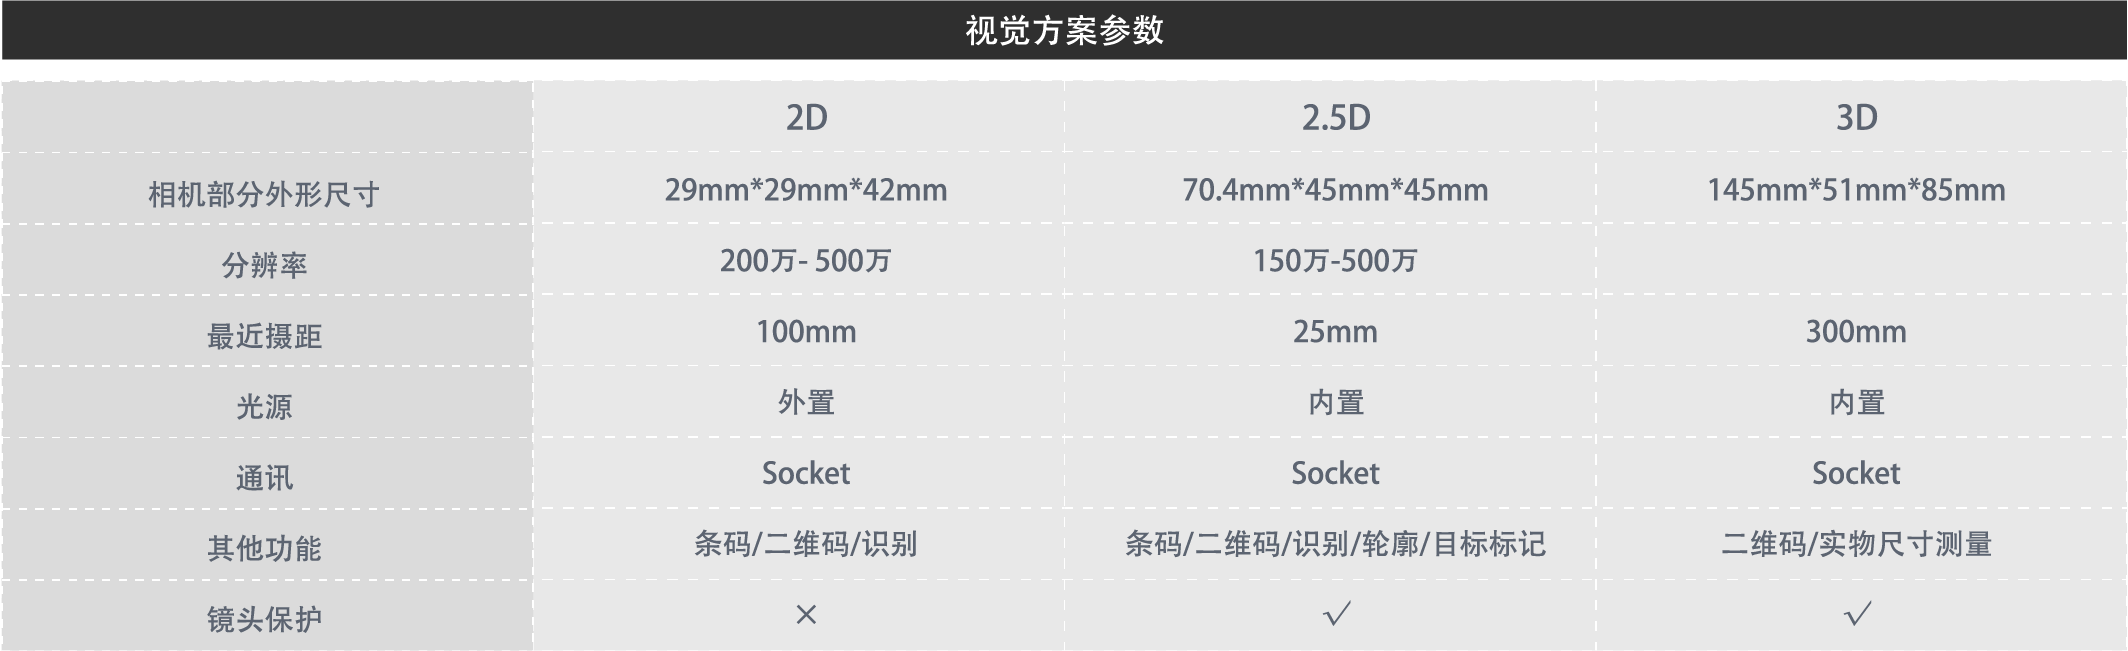 视觉方案参数
2D 2.5D 3D
相机部分外形尺寸 29mm*29mm*42mm 70.4mm*45mm*45mm 145mm*51mm*85mm
分辨率 200万- 500万 150万-500万
最近摄距 100mm 25mm 300mm
光源 外置 内置 内置
通讯 Socket Socket Socket
其他功能 条码/二维码/识别 条码/二维码/识别/轮廓/目标标记 二维码/实物尺寸测量
镜头保护 × √ √